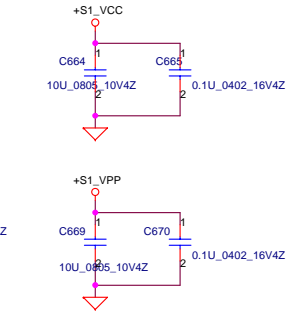 +S1_VCC
1 1
C664 C665
10U_0805_10V4Z 0.1U_0402_16V4Z
2 2
+S1_VPP
1 1
Z C669 C670
10U_0805_10V4Z 0.1U_0402_16V4Z
2 2